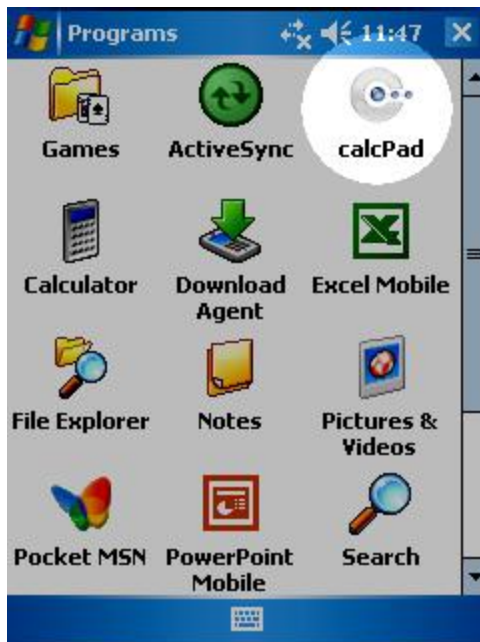 Programs 11:47
Games ActiveSync calcPad
Calculator Download Agent Excel Mobile
File Explorer Notes Pictures & Videos
Pocket MSN PowerPoint Mobile Search